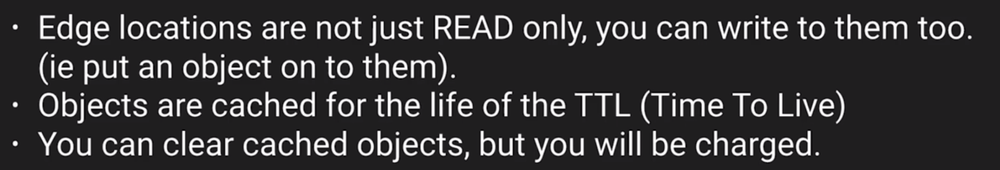 • Edge locations are not just READ only, you can write to them too.
(ie put an object on to them).
• Objects are cached for the life of the TTL (Time To Live)
• You can clear cached objects, but you will be charged.